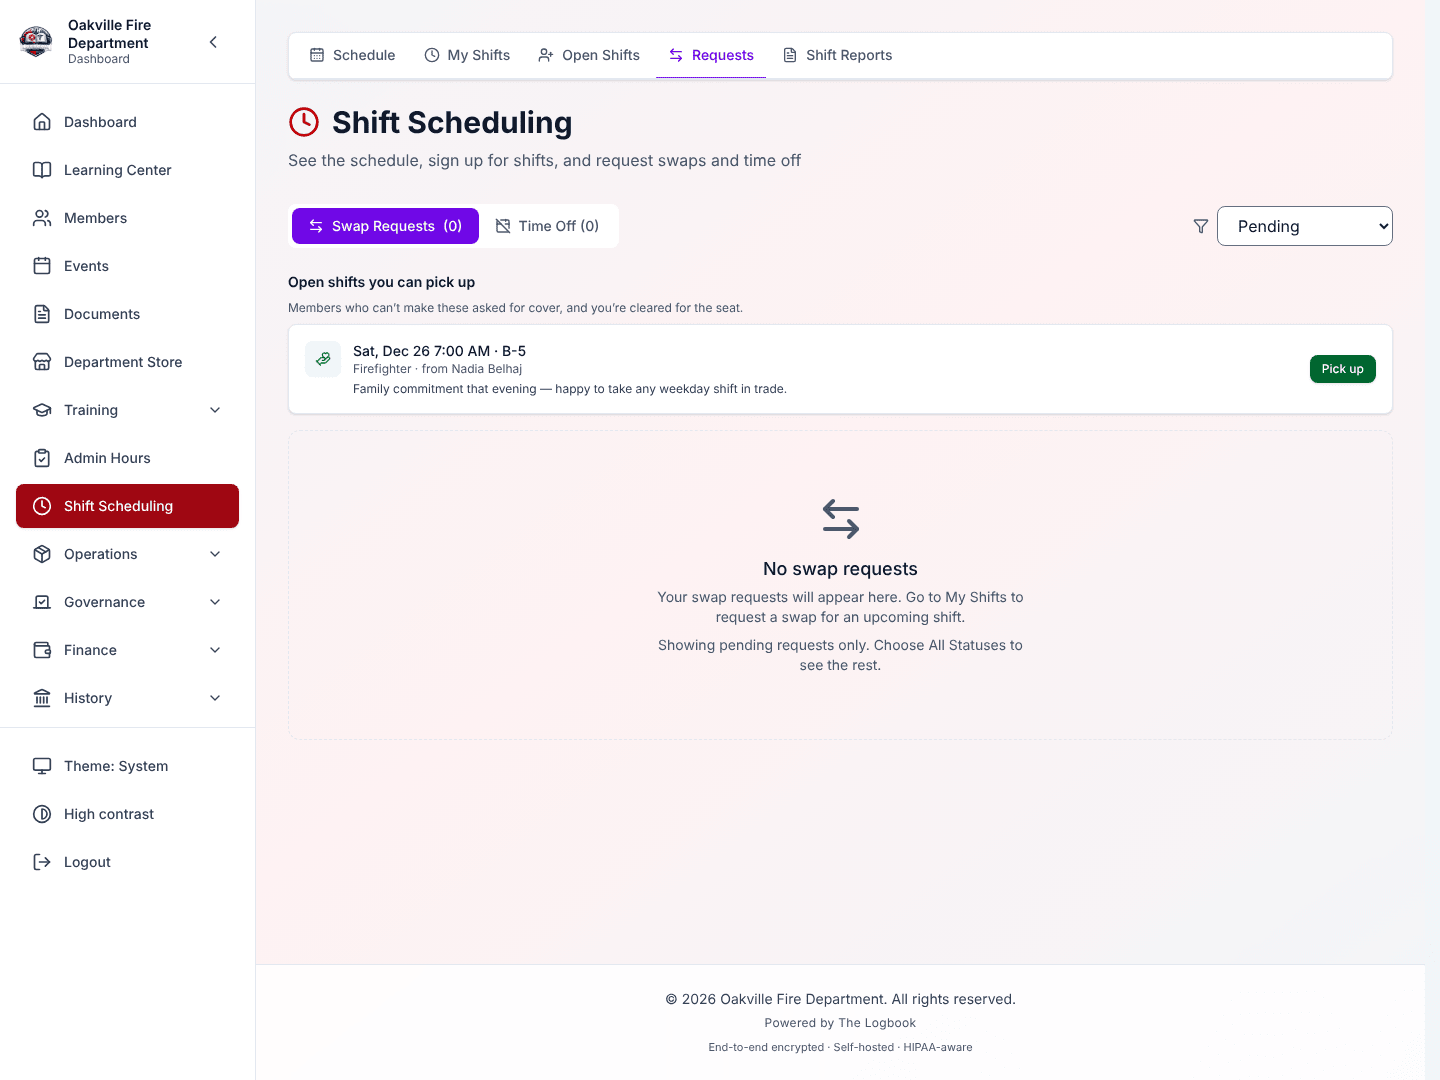 Oakville Fire
Department
Dashboard
Dashboard
Learning Center
Members
Events
Documents
Department Store
Training
Admin Hours
Shift Scheduling
Operations
Governance
Finance
History
Theme: System
High contrast
Logout
Schedule
My Shifts
Open Shifts
Requests
Shift Reports
Shift Scheduling
See the schedule, sign up for shifts, and request swaps and time off
Swap Requests (0)
Time Off (0)
Pending
Open shifts you can pick up
Members who can’t make these asked for cover, and you’re cleared for the seat.
Sat, Dec 26 7:00 AM · B-5
Firefighter · from Nadia Belhaj
Family commitment that evening — happy to take any weekday shift in trade.
Pick up
No swap requests
Your swap requests will appear here. Go to My Shifts to
request a swap for an upcoming shift.
Showing pending requests only. Choose All Statuses to
see the rest.
© 2026 Oakville Fire Department. All rights reserved.
Powered by The Logbook
End-to-end encrypted · Self-hosted · HIPAA-aware